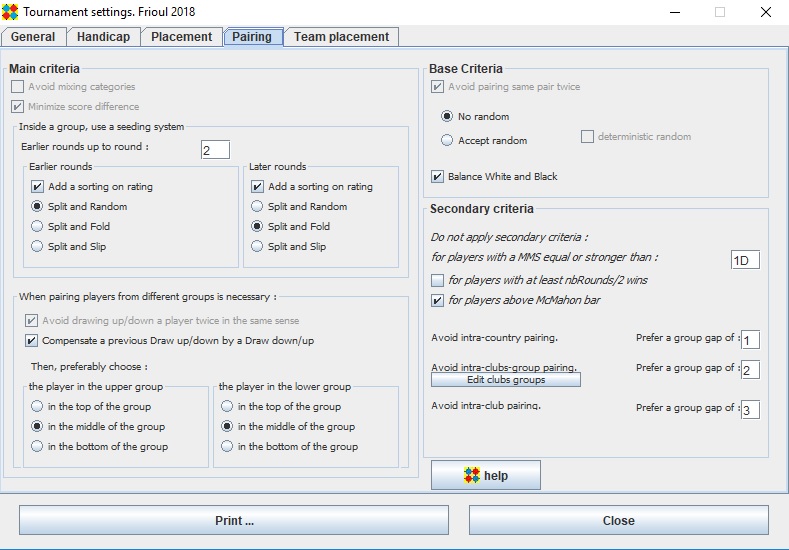 Tournament settings. Frioul 2018
General Handicap Placement Pairing Team placement
Main criteria
Avoid mixing categories
Minimize score difference
Inside a group, use a seeding system
Earlier rounds up to round : 2
Earlier rounds
Add a sorting on rating
Split and Random
Split and Fold
Split and Slip
Later rounds
Add a sorting on rating
Split and Random
Split and Fold
Split and Slip
When pairing players from different groups is necessary :
Avoid drawing up/down a player twice in the same sense
Compensate a previous Draw up/down by a Draw down/up
Then, preferably choose :
the player in the upper group
in the top of the group
in the middle of the group
in the bottom of the group
the player in the lower group
in the top of the group
in the middle of the group
in the bottom of the group
Base Criteria
Avoid pairing same pair twice
No random
Accept random deterministic random
Balance White and Black
Secondary criteria
Do not apply secondary criteria :
for players with a MMS equal or stronger than : 1D
for players with at least nbRounds/2 wins
for players above McMahon bar
Avoid intra-country pairing. Prefer a group gap of : 1
Avoid intra-clubs-group pairing. Prefer a group gap of : 2
Edit clubs groups
Avoid intra-club pairing. Prefer a group gap of : 3
help
Print ... Close